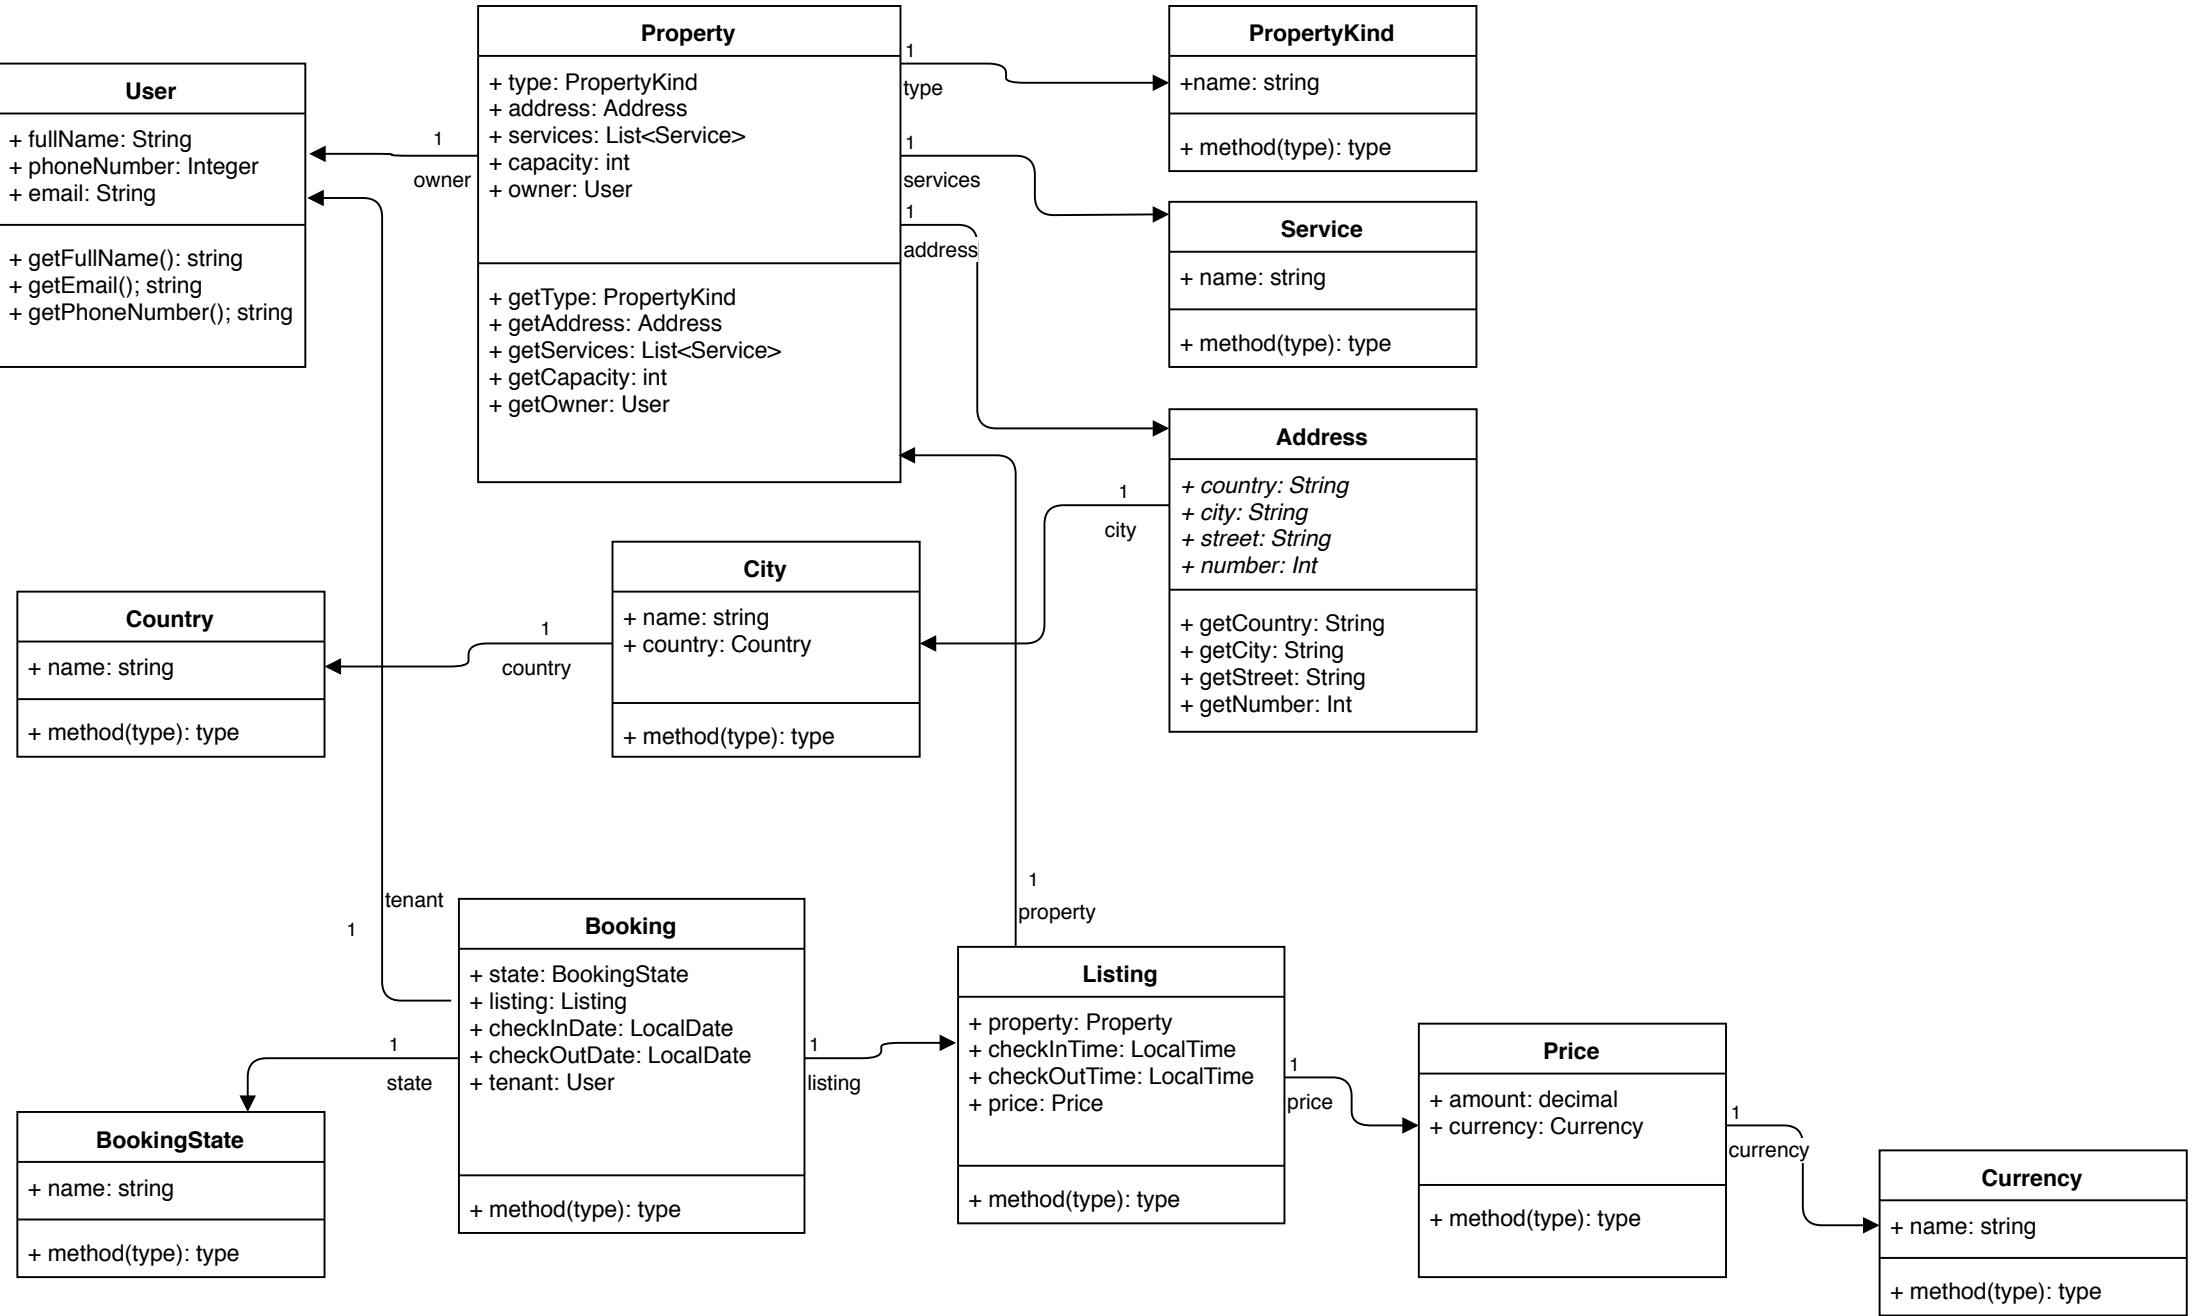 Property
+ type: PropertyKind
+ address: Address
+ services: List<Service>
+ capacity: int
+ owner: User
+ getType: PropertyKind
+ getAddress: Address
+ getServices: List<Service>
+ getCapacity: int
+ getOwner: User
PropertyKind
+name: string
+ method(type): type
User
+ fullName: String
+ phoneNumber: Integer
+ email: String
+ getFullName(): string
+ getEmail(); string
+ getPhoneNumber(); string
1
owner
1
type
1
services
1
address
Service
+ name: string
+ method(type): type
Address
+ country: String
+ city: String
+ street: String
+ number: Int
+ getCountry: String
+ getCity: String
+ getStreet: String
+ getNumber: Int
1
city
City
+ name: string
+ country: Country
+ method(type): type
1
country
Country
+ name: string
+ method(type): type
tenant
1
1
property
Booking
+ state: BookingState
+ listing: Listing
+ checkInDate: LocalDate
+ checkOutDate: LocalDate
+ tenant: User
+ method(type): type
1
state
1
listing
Listing
+ property: Property
+ checkInTime: LocalTime
+ checkOutTime: LocalTime
+ price: Price
+ method(type): type
1
price
Price
+ amount: decimal
+ currency: Currency
+ method(type): type
1
currency
BookingState
+ name: string
+ method(type): type
Currency
+ name: string
+ method(type): type